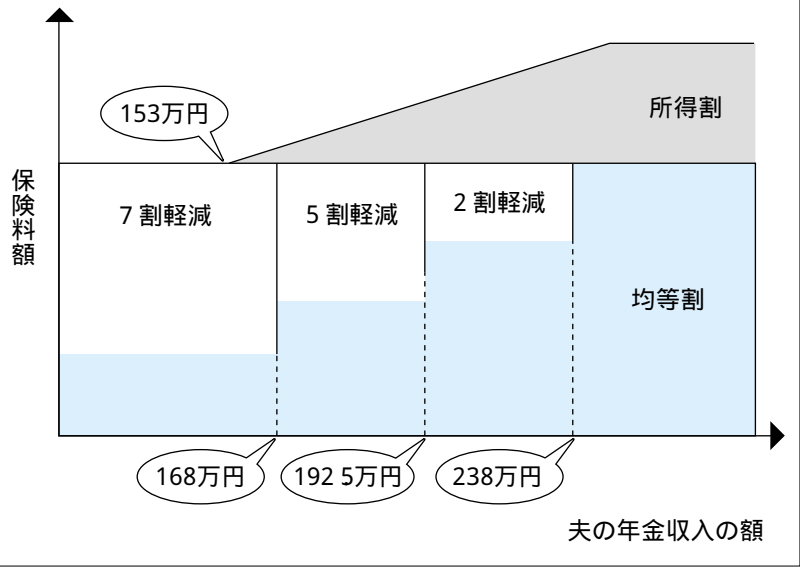 153万円
所得割
保険料額
7 割軽減
5 割軽減
2 割軽減
均等割
168万円
192 5万円
238万円
夫の年金収入の額